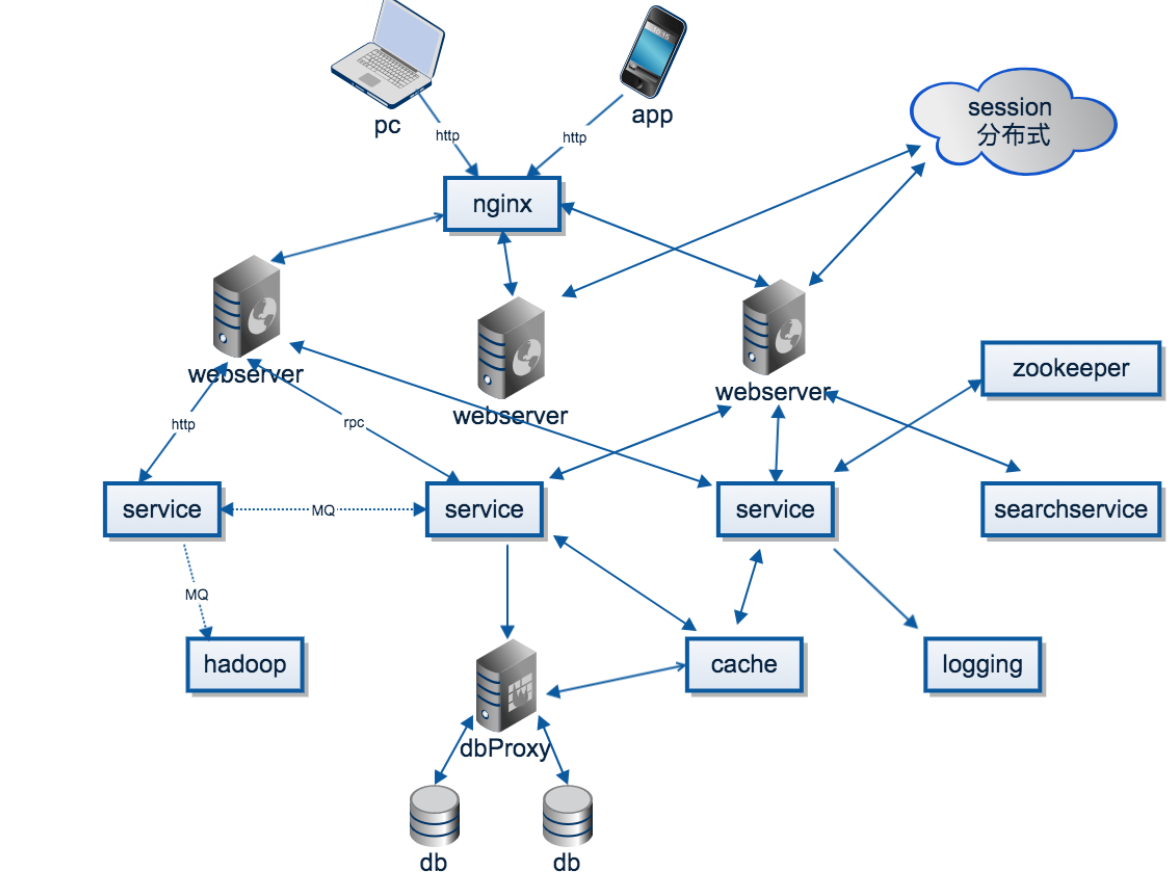 pc
app
session
分布式
http
http
nginx
webserver
webserver
webserver
zookeeper
http
rpc
service
MQ
service
service
searchservice
MQ
hadoop
cache
logging
dbProxy
db
db